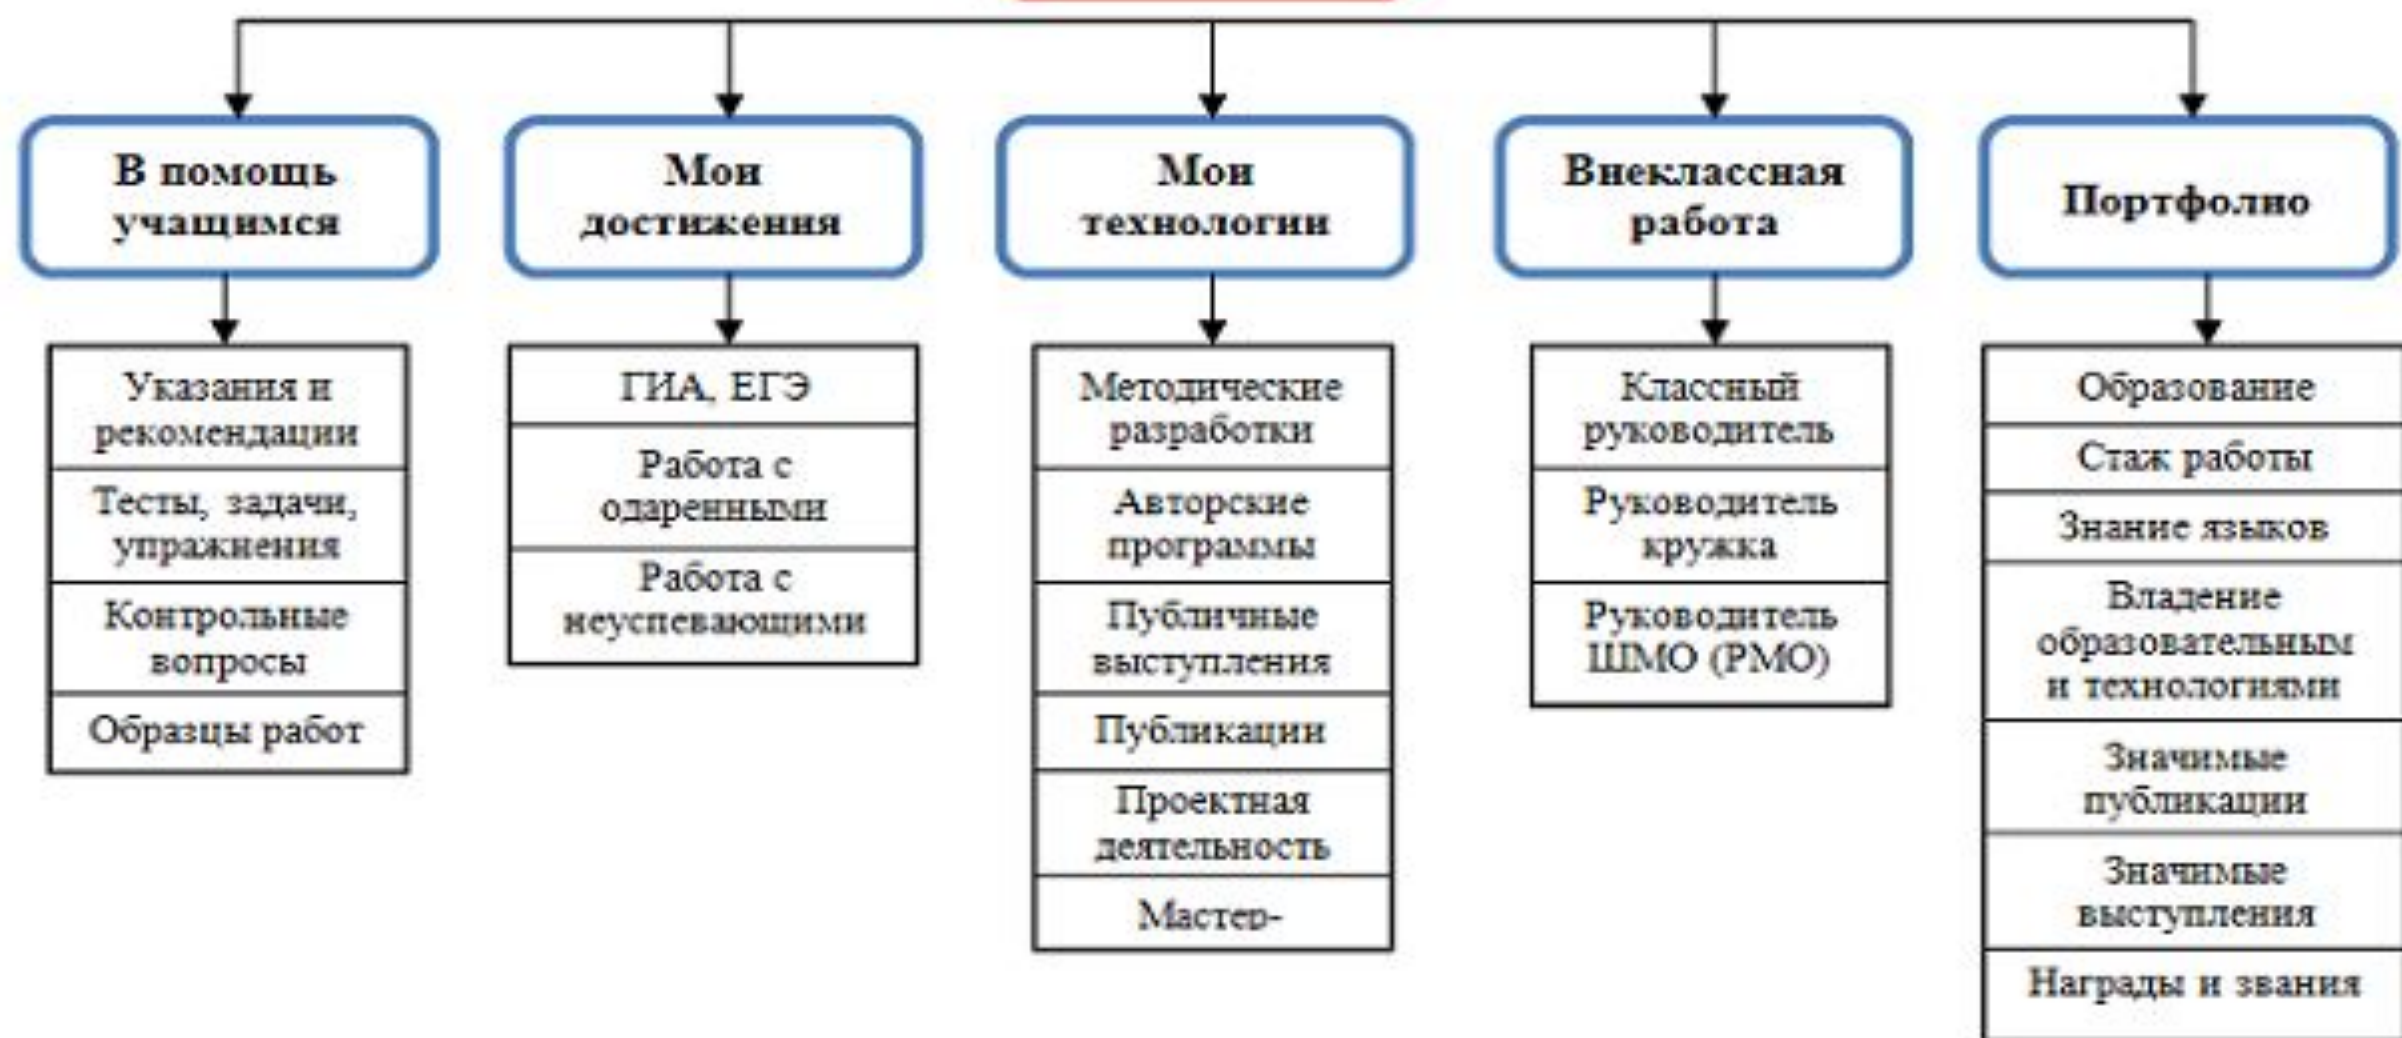 В помощь
учащимся
Мои
достижения
Мои
технологии
Внеклассная
работа
Портфолио
Указания и
рекомендации
Тесты, задачи,
упражнения
Контрольные
вопросы
Образцы работ
ГИА, ЕГЭ
Работа с
одаренными
Работа с
неуспевающими
Методические
разработки
Авторские
программы
Публичные
выступления
Публикации
Проектная
деятельность
Мастер-
Классный
руководитель
Руководитель
кружка
Руководитель
ШМО (РМО)
Образование
Стаж работы
Знание языков
Владение
образовательным
и технологиями
Значимые
публикации
Значимые
выступления
Награды и звания